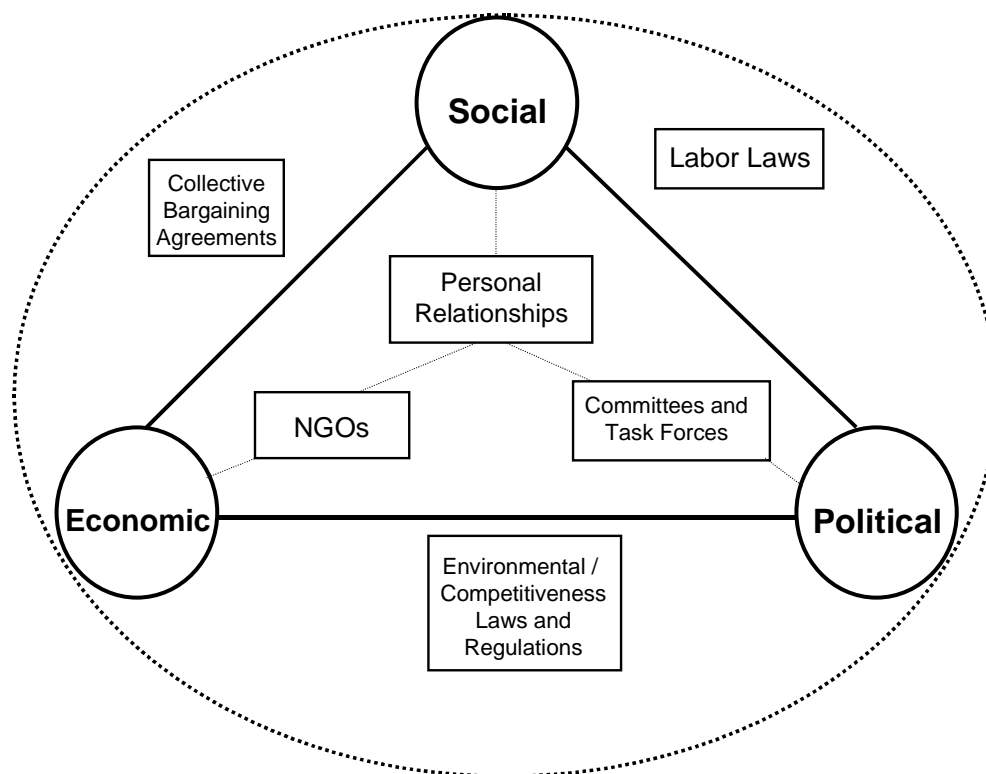 Social
Labor Laws
Collective
Bargaining
Agreements
Personal
Relationships
NGOs
Committees and
Task Forces
Economic
Political
Environmental /
Competitiveness
Laws and
Regulations